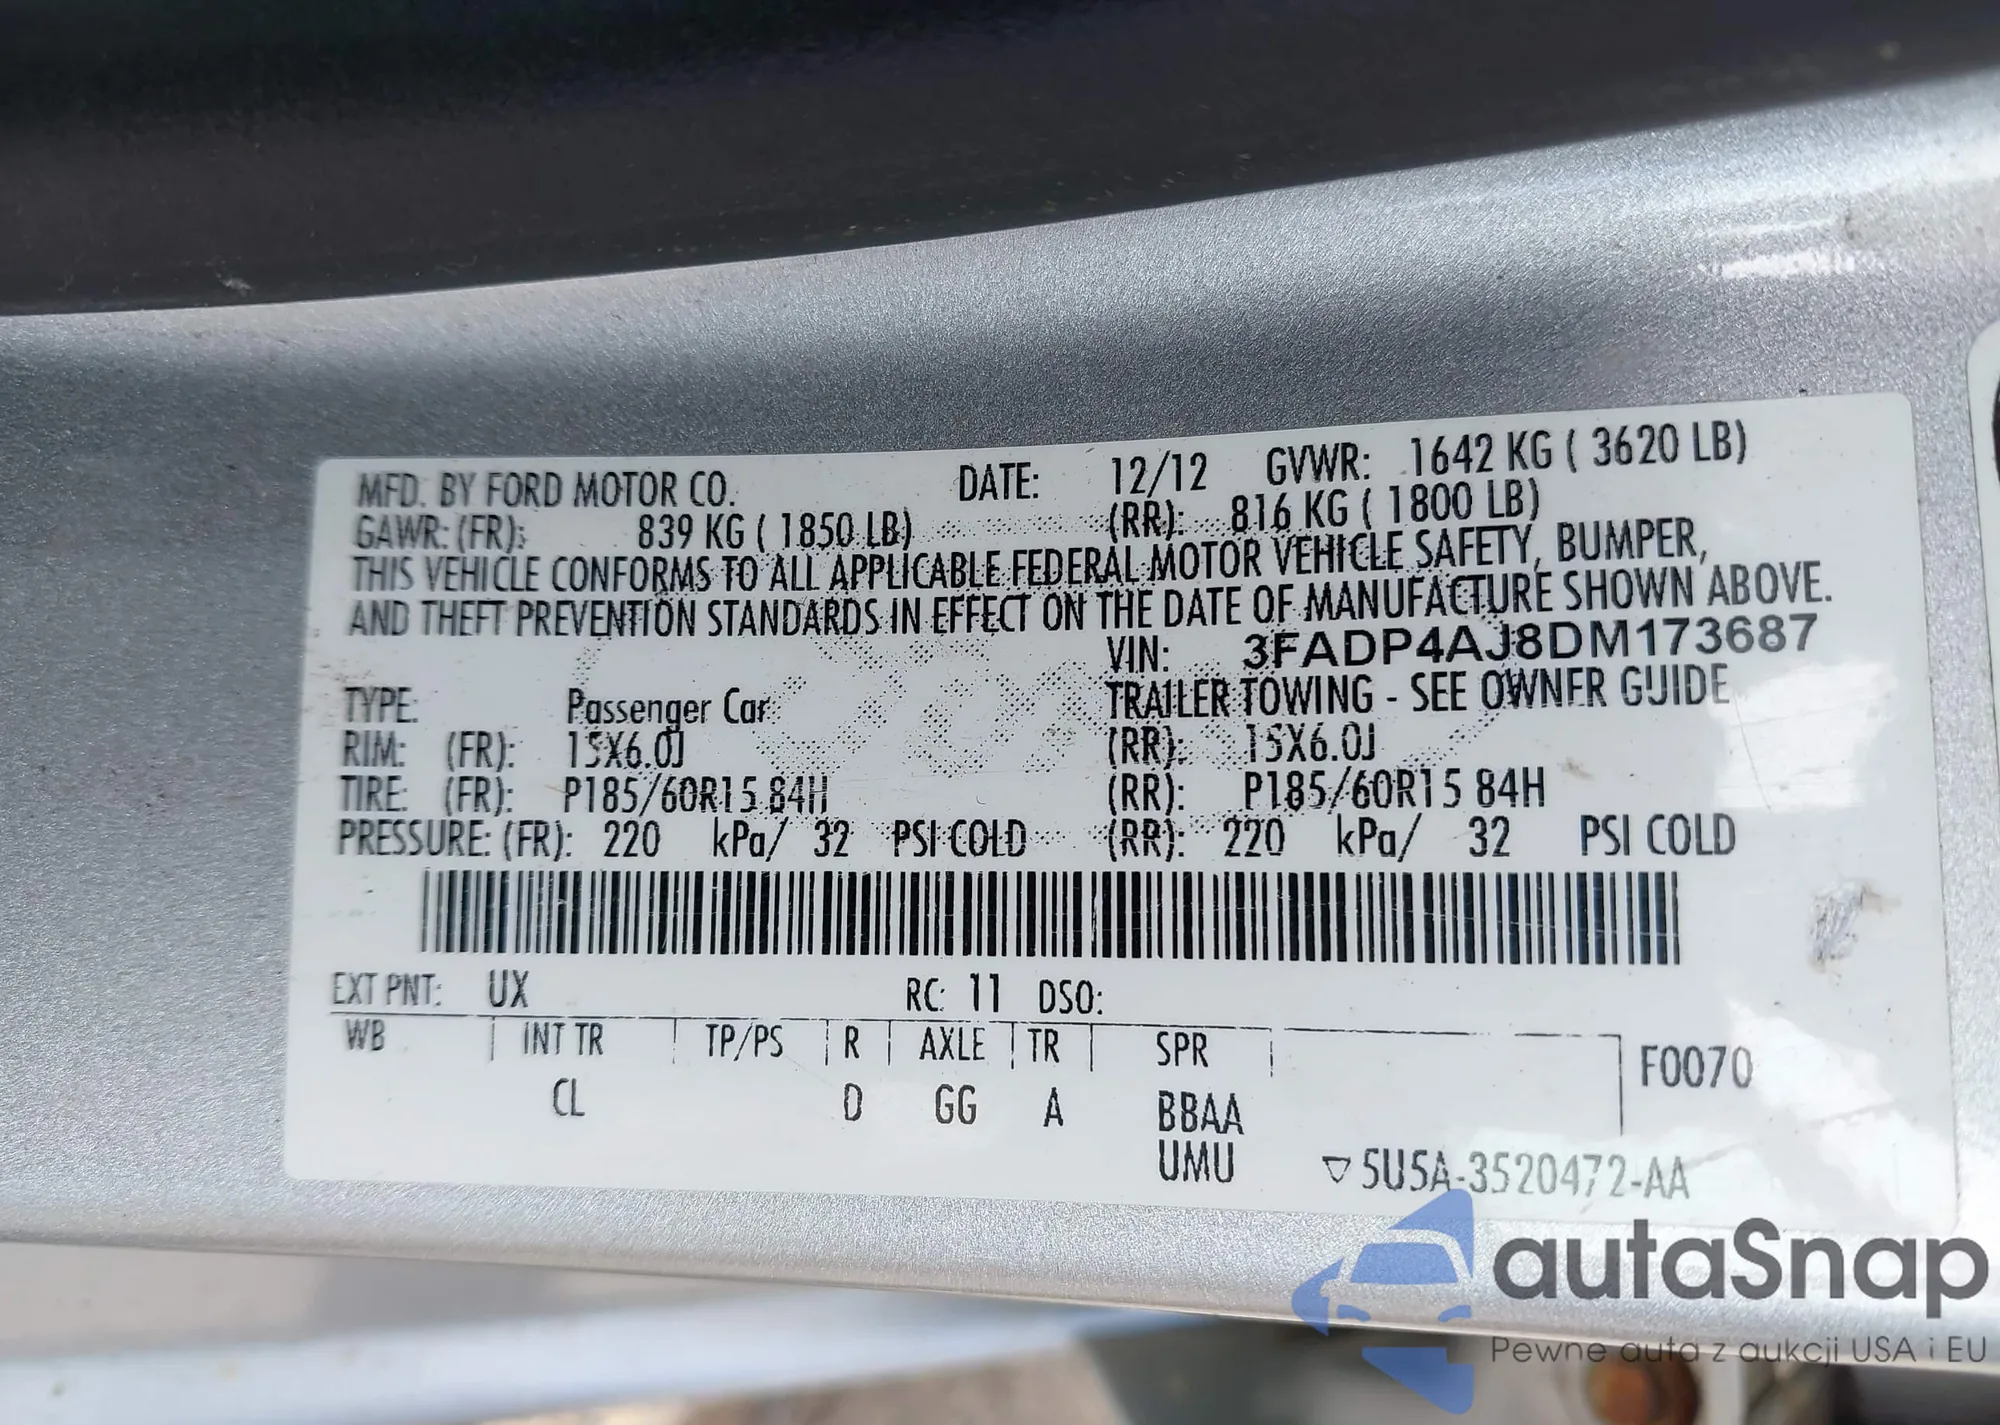 MFD. BY FORD MOTOR CO. DATE: 12/12 GVWR: 1642 KG ( 3620 LB)
GAWR: (FR): 839 KG ( 1850 LB) (RR): 816 KG ( 1800 LB)
THIS VEHICLE CONFORMS TO ALL APPLICABLE FEDERAL MOTOR VEHICLE SAFETY, BUMPER,
AND THEFT PREVENTION STANDARDS IN EFFECT ON THE DATE OF MANUFACTURE SHOWN ABOVE.
VIN: 3FADP4AJ8DM173687
TYPE: Passenger Car TRAILER TOWING - SEE OWNER GUIDE
RIM: (FR): 15X6.0J (RR): 15X6.0J
TIRE: (FR): P185/60R15 84H (RR): P185/60R15 84H
PRESSURE: (FR): 220 kPa/ 32 PSI COLD (RR): 220 kPa/ 32 PSI COLD
EXT PNT: UX RC: 11 DSO:
WB INT TR TP/PS R AXLE TR SPR F0070
CL D GG A BBAA
UMU ▽5U5A-3520472-AA
autaSnap
Pewne auta z aukcji USA i EU